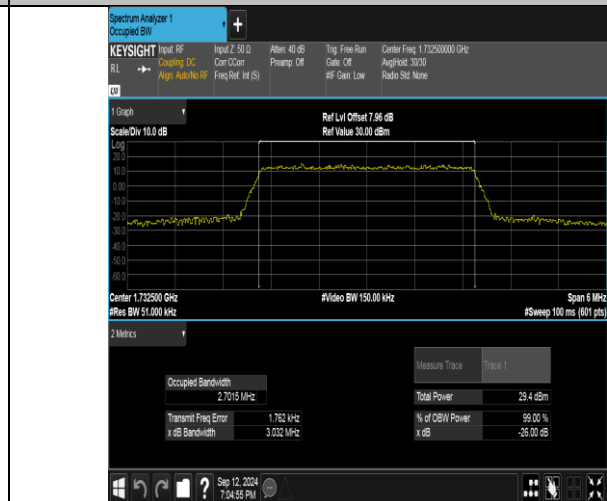 Spectrum Analyzer 1
Occupied BW
+
KEYSIGHT Input: RF Input Z: 50 Ω Atten: 40 dB Trig: Free Run Center Freq: 1.732500000 GHz
RL Coupling: DC Corr CCorr Preamp: Off Gate: Off Avg|Hold: 30/30
Align: Auto/No RF Freq Ref: Int (S) #IF Gain: Low Radio Std: None
LXI
1 Graph Ref Lvl Offset 7.96 dB
Scale/Div 10.0 dB Ref Value 30.00 dBm
Log
20.0
10.0
0.00
-10.0
-20.0
-30.0
-40.0
-50.0
-60.0
Center 1.732500 GHz #Video BW 150.00 kHz Span 6 MHz
#Res BW 51.000 kHz #Sweep 100 ms (601 pts)
2 Metrics
Measure Trace Trace 1
Occupied Bandwidth
2.7015 MHz Total Power 29.4 dBm
Transmit Freq Error 1.762 kHz % of OBW Power 99.00 %
x dB Bandwidth 3.032 MHz x dB -26.00 dB
? Sep 12, 2024
7:04:55 PM